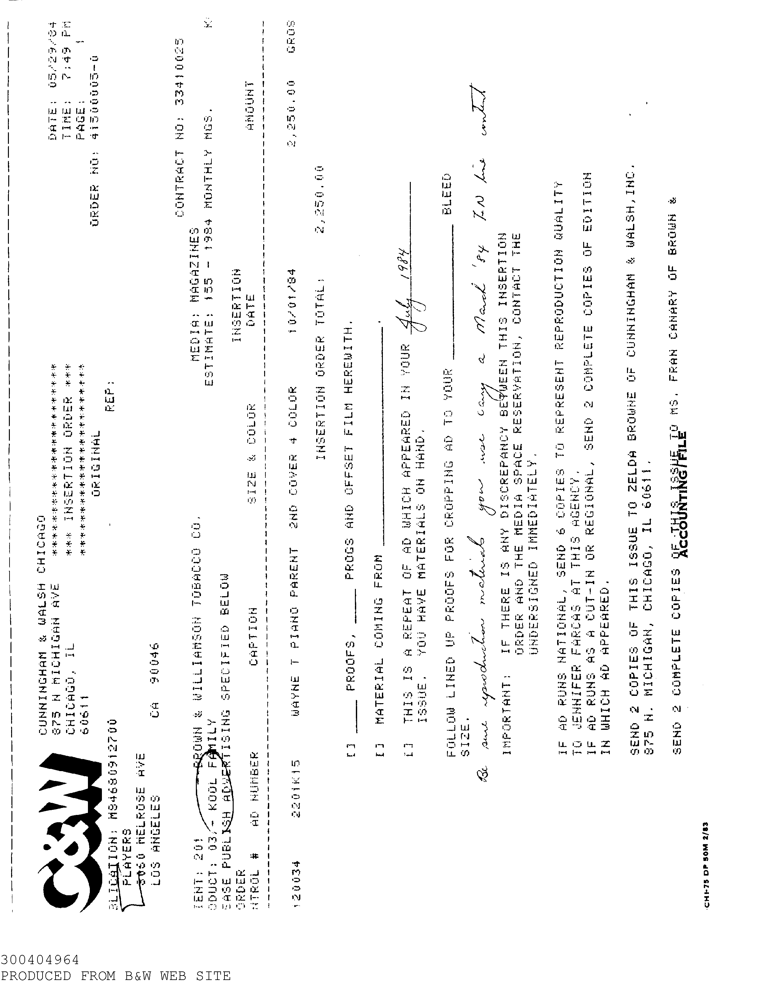 C&W
CUNNINGHAM & WALSH CHICAGO
875 N MICHIGAN AVE
CHICAGO, IL
60611
*** INSERTION ORDER ***
ORIGINAL
DATE: 05/29/84
TIME: 7:49 PM
PAGE: 1
ORDER NO: 41500005-0
BLICATION: M84680912700
REP:
PLAYERS
8060 MELROSE AVE
LOS ANGELES CA 90046
CONTRACT NO: 33410025
IENT: 201 BROWN & WILLIAMSON TOBACCO CO. MEDIA: MAGAZINES
ODUCT: 03/- KOOL FAMILY ESTIMATE: 155 - 1984 MONTHLY MGS.
EASE PUBLISH ADVERTISING SPECIFIED BELOW
ORDER INSERTION
NTROL # AD NUMBER CAPTION SIZE & COLOR DATE AMOUNT
120034 2201K15 WAYNE T PIANO PARENT 2ND COVER 4 COLOR 10/01/84 2,250.00 GROS
INSERTION ORDER TOTAL: 2,250.00
[] ____ PROOFS, ____ PROGS AND OFFSET FILM HEREWITH.
[] MATERIAL COMING FROM ____________________.
[] THIS IS A REPEAT OF AD WHICH APPEARED IN YOUR July 1984
ISSUE. YOU HAVE MATERIALS ON HAND.
FOLLOW LINED UP PROOFS FOR CROPPING AD TO YOUR ____________ BLEED
SIZE.
Be sure reproduction materials you use carry a March '84 T-N line content
IMPORTANT: IF THERE IS ANY DISCREPANCY BETWEEN THIS INSERTION
ORDER AND THE MEDIA SPACE RESERVATION, CONTACT THE
UNDERSIGNED IMMEDIATELY.
IF AD RUNS NATIONAL, SEND 6 COPIES TO REPRESENT REPRODUCTION QUALITY
TO JENNIFER FARCAS AT THIS AGENCY.
IF AD RUNS AS A CUT-IN OR REGIONAL, SEND 2 COMPLETE COPIES OF EDITION
IN WHICH AD APPEARED.
SEND 2 COPIES OF THIS ISSUE TO ZELDA BROWNE OF CUNNINGHAM & WALSH,INC.
875 N. MICHIGAN, CHICAGO, IL 60611.
SEND 2 COMPLETE COPIES OF THIS ISSUE TO MS. FRAN CANARY OF BROWN &
ACCOUNTING/FILE
CHI-75 DP 50M 2/83
300404964
PRODUCED FROM B&W WEB SITE